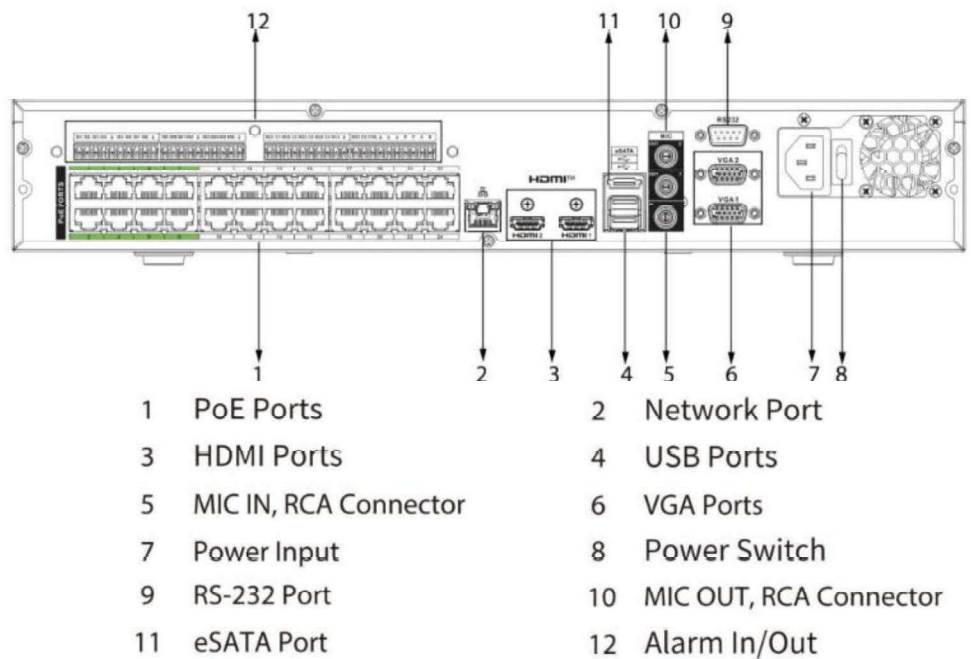 12 11 10 9
RS232
MIC
eSATA
VGA 2
HDMI™
PoE PORTS
VGA 1
HDMI 2 HDMI 1
1 2 3 4 5 6 7 8
1 PoE Ports 2 Network Port
3 HDMI Ports 4 USB Ports
5 MIC IN, RCA Connector 6 VGA Ports
7 Power Input 8 Power Switch
9 RS-232 Port 10 MIC OUT, RCA Connector
11 eSATA Port 12 Alarm In/Out